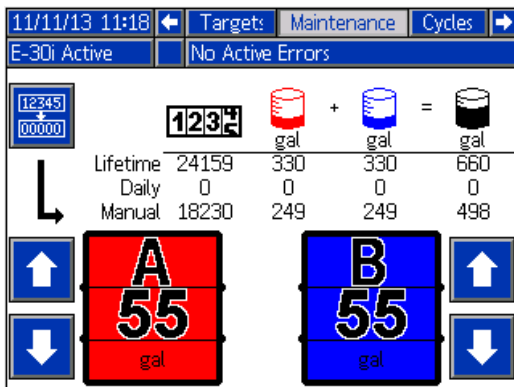 11/11/13 11:18 Targets Maintenance Cycles
E-30i Active No Active Errors
12345
00000
12345 + =
gal gal gal
Lifetime 24159 330 330 660
Daily 0 0 0 0
Manual 18230 249 249 498
A B
55 55
gal gal